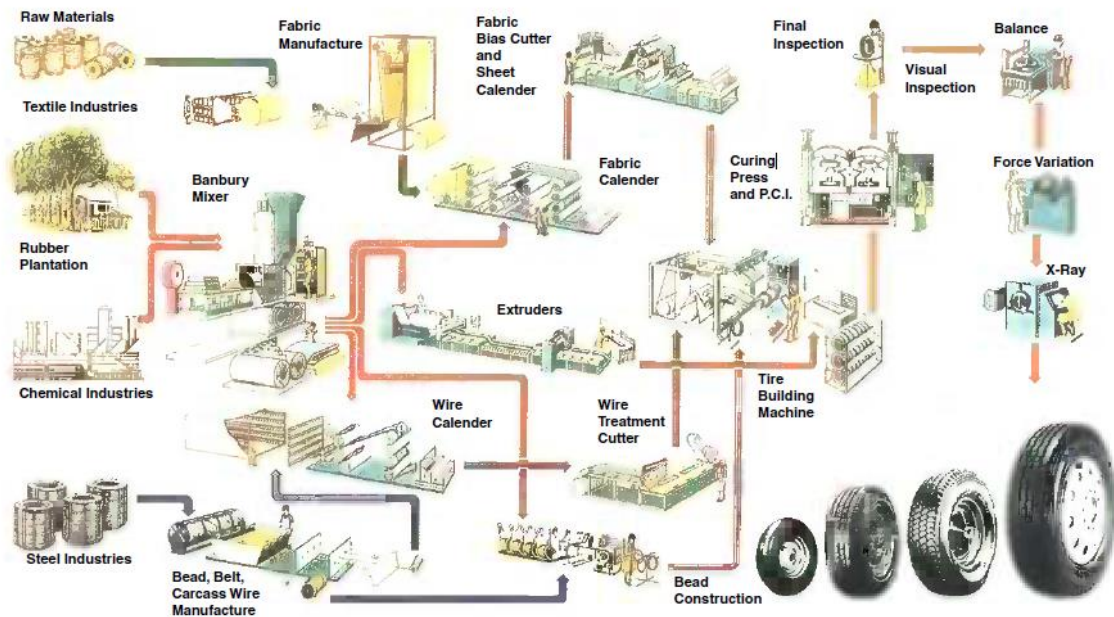 Raw Materials
Textile Industries
Fabric
Manufacture
Fabric
Bias Cutter
and
Sheet
Calender
Final
Inspection
Visual
Inspection
Balance
Rubber
Plantation
Banbury
Mixer
Fabric
Calender
Curing
Press
and P.C.I.
Force Variation
X-Ray
Chemical Industries
Extruders
Tire
Building
Machine
Wire
Calender
Wire
Treatment
Cutter
Steel Industries
Bead, Belt,
Carcass Wire
Manufacture
Bead
Construction